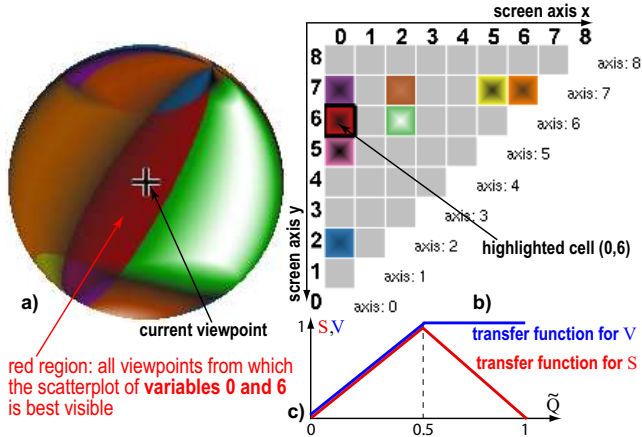 screen axis x
0 1 2 3 4 5 6 7 8
8 axis: 8
7 axis: 7
6 axis: 6
5 axis: 5
4 axis: 4
3 axis: 3
2 axis: 2
1 axis: 1
0 axis: 0
screen axis y
highlighted cell (0,6)
a)
b)
current viewpoint
red region: all viewpoints from which
the scatterplot of variables 0 and 6
is best visible
1 S,V
transfer function for V
transfer function for S
c)
Q̃
0 0.5 1